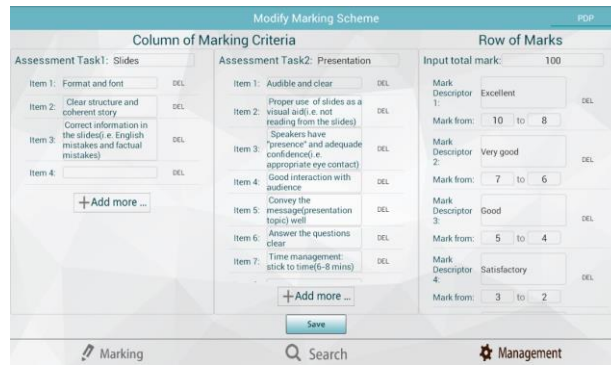 Modify Marking Scheme
PDP
Column of Marking Criteria
Row of Marks
Assessment Task1: Slides
Item 1: Format and font DEL
Item 2: Clear structure and
coherent story
DEL
Item 3: Correct information in
the slides(i.e. English
mistakes and factual
mistakes)
DEL
Item 4: DEL
+Add more ...
Assessment Task2: Presentation
Item 1: Audible and clear DEL
Item 2: Proper use of slides as a
visual aid(i.e. not
reading from the slides)
DEL
Item 3: Speakers have
"presence" and adequate
confidence(i.e.
appropriate eye contact)
DEL
Item 4: Good interaction with
audience
DEL
Item 5: Convey the
message(presentation
topic) well
DEL
Item 6: Answer the questions
clear
DEL
Item 7: Time management:
stick to time(6-8 mins)
DEL
+Add more ...
Input total mark: 100
Mark
Descriptor
1:
Excellent
DEL
Mark from: 10 to 8
Mark
Descriptor
2:
Very good
DEL
Mark from: 7 to 6
Mark
Descriptor
3:
Good
DEL
Mark from: 5 to 4
Mark
Descriptor
4:
Satisfactory
DEL
Mark from: 3 to 2
Save
Marking
Search
Management